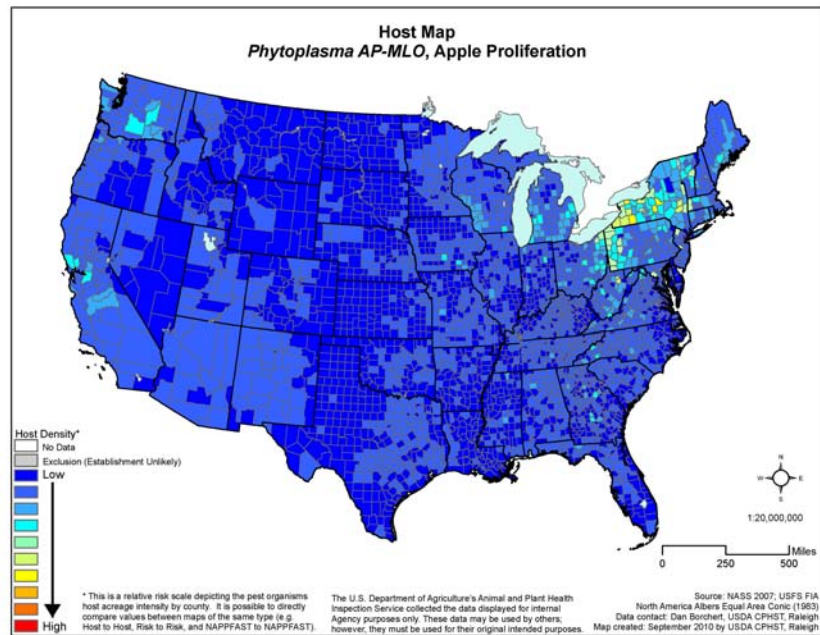 Host Map
Phytoplasma AP-MLO, Apple Proliferation
Host Density*
No Data
Exclusion (Establishment Unlikely)
Low
High
N
W E
S
1:20,000,000
Miles
0 250 500
* This is a relative risk scale depicting the pest organisms
host acreage intensity by county. It is possible to directly
compare values between maps of the same type (e.g.
Host to Host, Risk to Risk, and NAPPFAST to NAPPFAST).
The U.S. Department of Agriculture's Animal and Plant Health
Inspection Service collected the data displayed for internal
Agency purposes only. These data may be used by others;
however, they must be used for their original intended purposes.
Source: NASS 2007; USFS FIA
North America Albers Equal Area Conic (1983)
Data contact: Dan Borchert, USDA CPHST, Raleigh
Map created: September 2010 by USDA CPHST, Raleigh